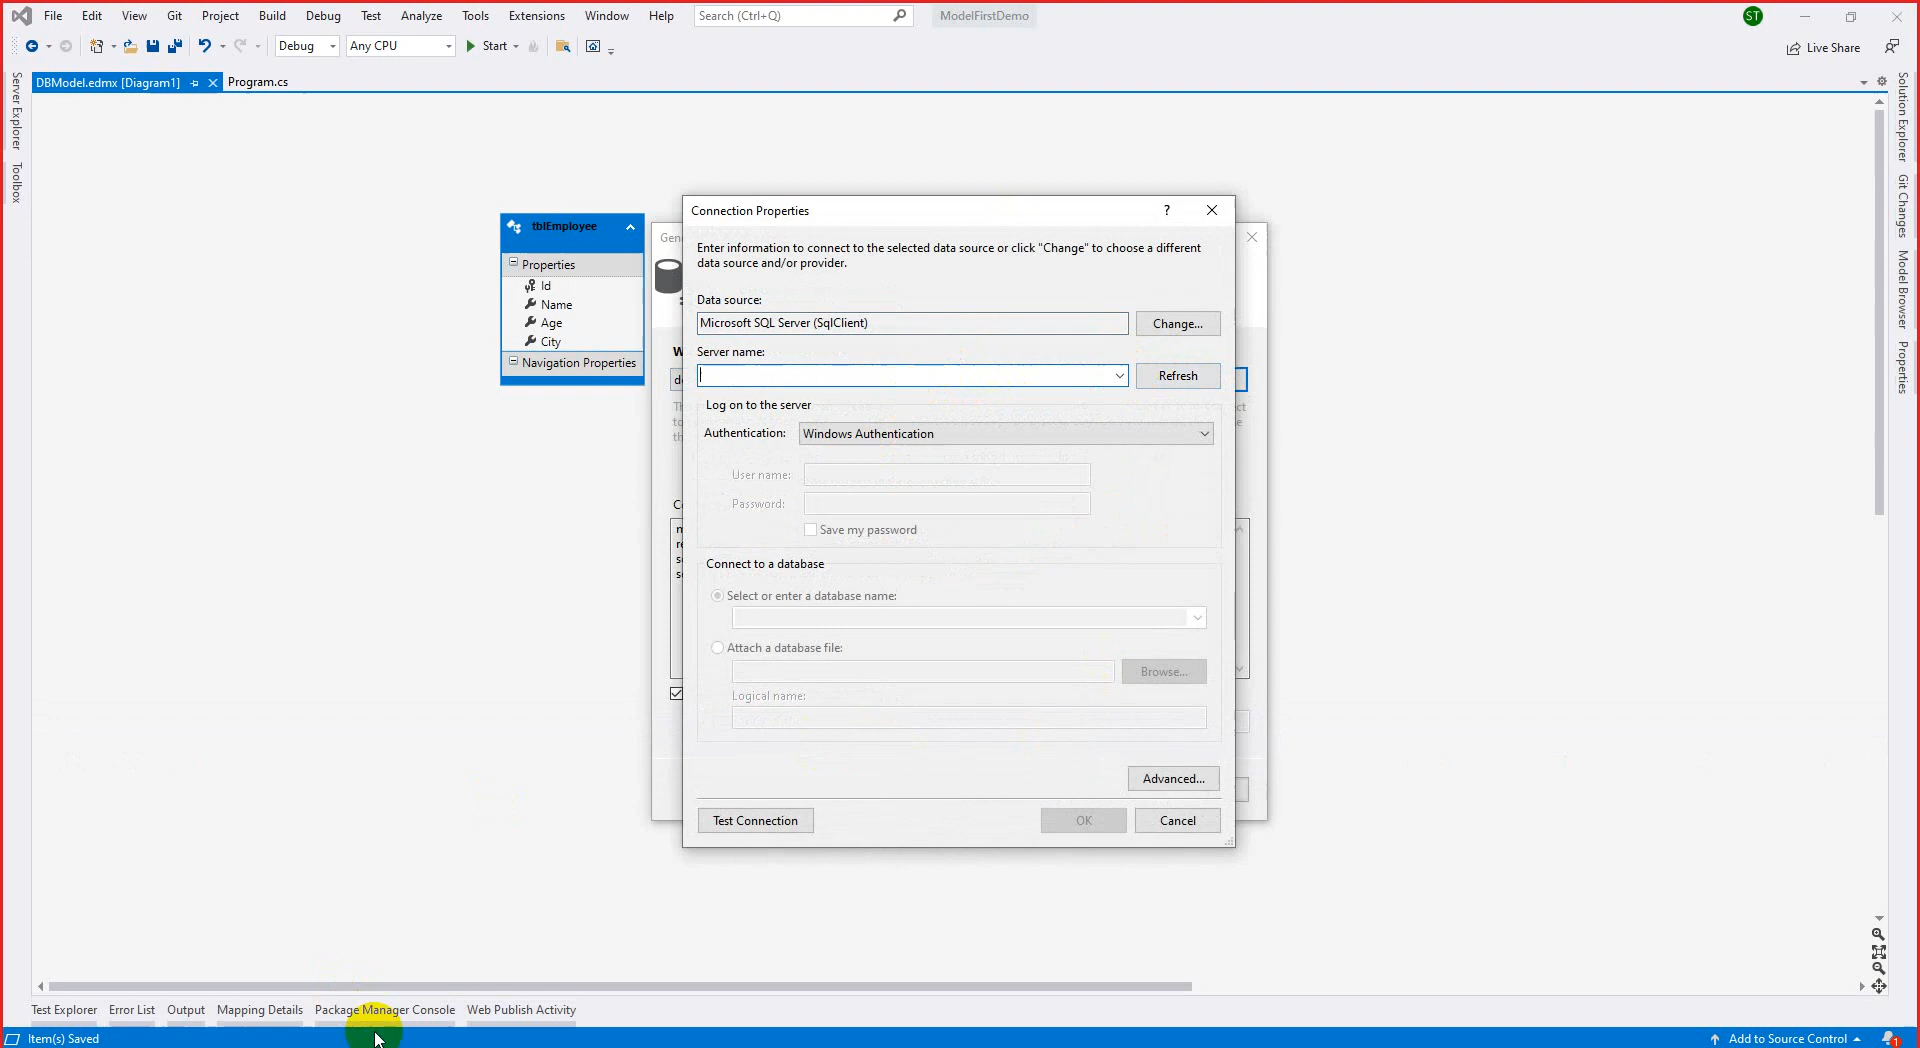 File Edit View Git Project Build Debug Test Analyze Tools Extensions Window Help Search (Ctrl+Q) ModelFirstDemo ST
Debug Any CPU Start Live Share
DBModel.edmx [Diagram1] Program.cs
Server Explorer
Toolbox
Solution Explorer
Git Changes
Model Browser
Properties
tblEmployee
Properties
Id
Name
Age
City
Navigation Properties
Connection Properties ?
Enter information to connect to the selected data source or click "Change" to choose a different
data source and/or provider.
Data source:
Microsoft SQL Server (SqlClient) Change...
Server name:
Refresh
Log on to the server
Authentication: Windows Authentication
User name:
Password:
Save my password
Connect to a database
Select or enter a database name:
Attach a database file:
Browse...
Logical name:
Advanced...
Test Connection OK Cancel
Test Explorer Error List Output Mapping Details Package Manager Console Web Publish Activity
Item(s) Saved Add to Source Control 1